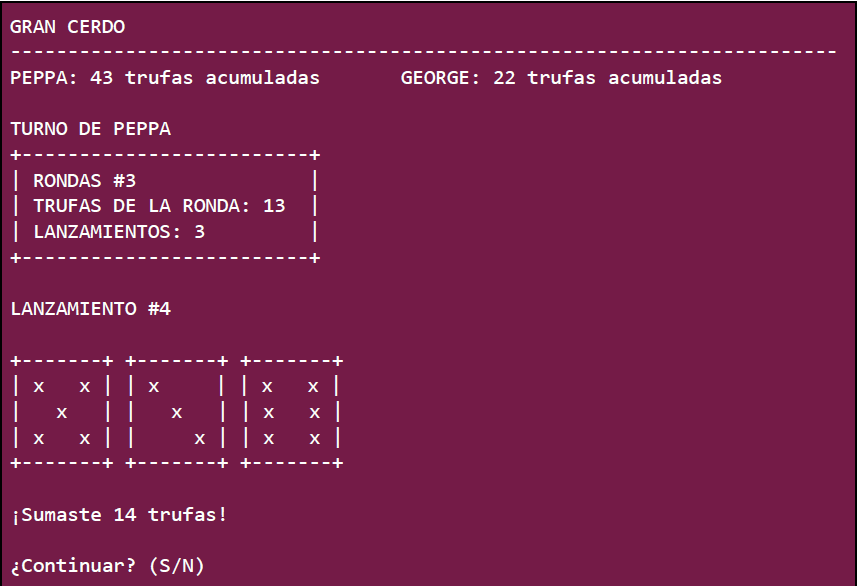 GRAN CERDO
------------------------------------------------------------------------
PEPPA: 43 trufas acumuladas       GEORGE: 22 trufas acumuladas
TURNO DE PEPPA
+-------------------------+
| RONDAS #3               |
| TRUFAS DE LA RONDA: 13  |
| LANZAMIENTOS: 3         |
+-------------------------+
LANZAMIENTO #4
+-------+ +-------+ +-------+
| x   x | | x     | | x   x |
|   x   | |   x   | | x   x |
| x   x | |     x | | x   x |
+-------+ +-------+ +-------+
¡Sumaste 14 trufas!
¿Continuar? (S/N)